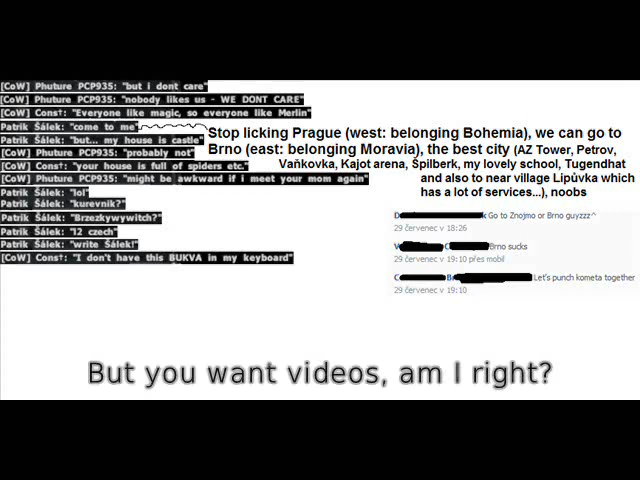 [CoW] Phuture PCP935: "but i dont care"
[CoW] Phuture PCP935: "nobody likes us - WE DONT CARE"
[CoW] Cons†: "Everyone like magic, so everyone like Merlin"
Patrik Šálek: "come to me"
Patrik Šálek: "but... my house is castle"
[CoW] Phuture PCP935: "probably not"
[CoW] Cons†: "your house is full of spiders etc."
[CoW] Phuture PCP935: "might be awkward if i meet your mom again"
Patrik Šálek: "lol"
Patrik Šálek: "kurevnik?"
Patrik Šálek: "Brzezkywywitch?"
Patrik Šálek: "12 czech"
Patrik Šálek: "write Šálek!"
[CoW] Cons†: "I don't have this BUKVA in my keyboard"
Stop licking Prague (west: belonging Bohemia), we can go to
Brno (east: belonging Moravia), the best city (AZ Tower, Petrov,
Vaňkovka, Kajot arena, Špilberk, my lovely school, Tugendhat
and also to near village Lipůvka which
has a lot of services...), noobs
Go to Znojmo or Brno guyzzz^
29 červenec v 18:26
Brno sucks
29 červenec v 19:10 přes mobil
Let's punch kometa together
29 červenec v 19:10
But you want videos, am I right?